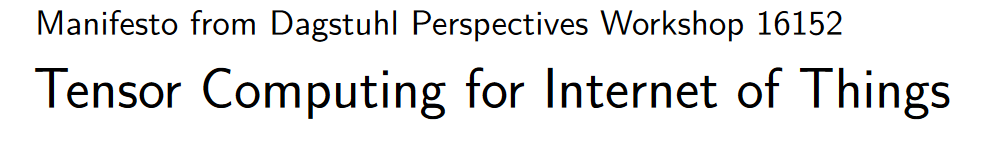 Manifesto from Dagstuhl Perspectives Workshop 16152
Tensor Computing for Internet of Things